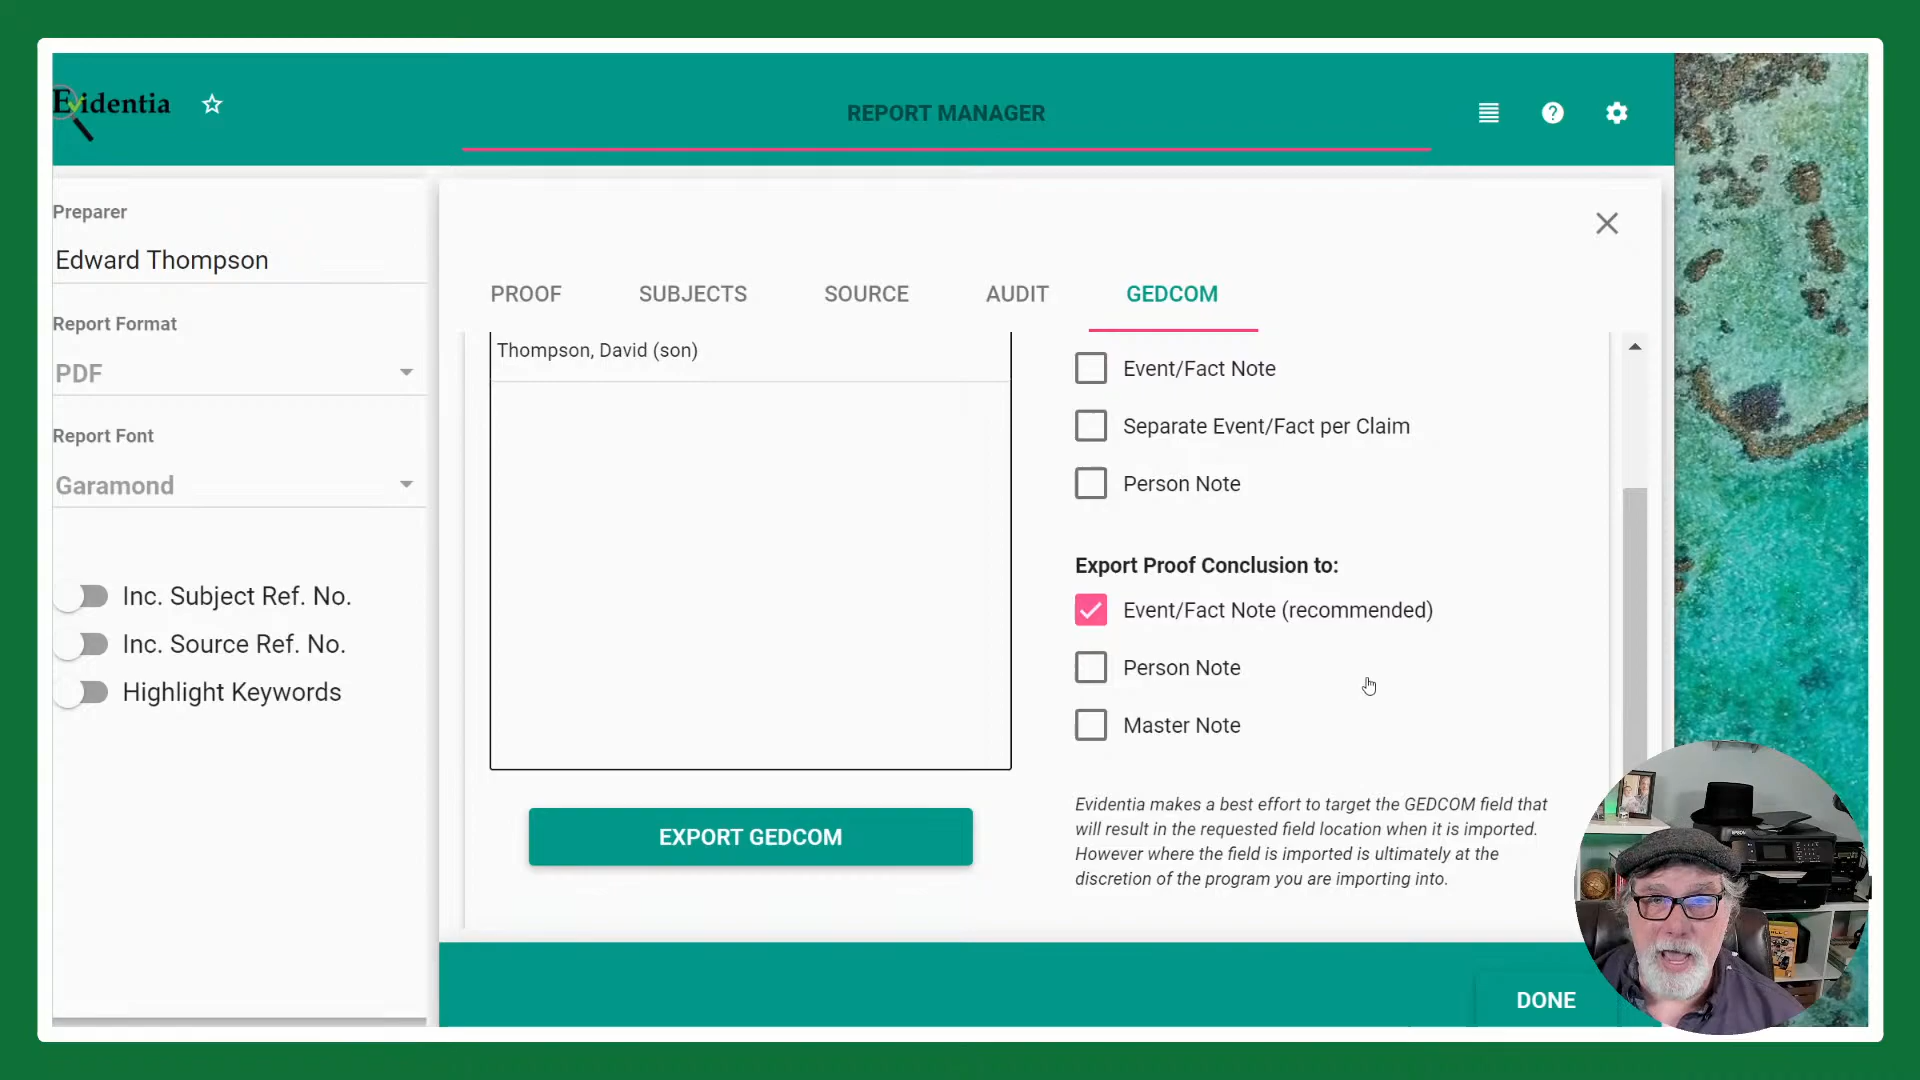 Evidentia
REPORT MANAGER
Preparer
Edward Thompson
Report Format
PDF
Report Font
Garamond
Inc. Subject Ref. No.
Inc. Source Ref. No.
Highlight Keywords
PROOF
SUBJECTS
SOURCE
AUDIT
GEDCOM
Thompson, David (son)
EXPORT GEDCOM
Event/Fact Note
Separate Event/Fact per Claim
Person Note
Export Proof Conclusion to:
Event/Fact Note (recommended)
Person Note
Master Note
Evidentia makes a best effort to target the GEDCOM field that
will result in the requested field location when it is imported.
However where the field is imported is ultimately at the
discretion of the program you are importing into.
DONE
EPSON